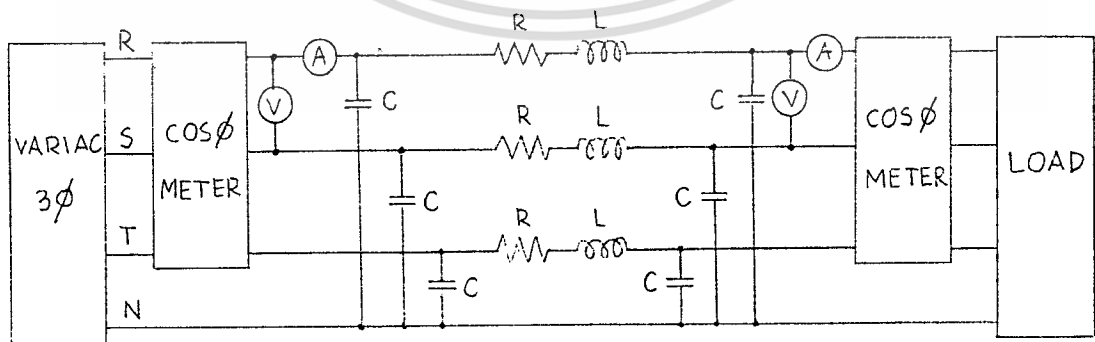 R L
R A
A
V C
C V
VARIAC
3Ø
S
COSØ
METER
R L
COSØ
METER
LOAD
C
C
T
R L
C
C
N